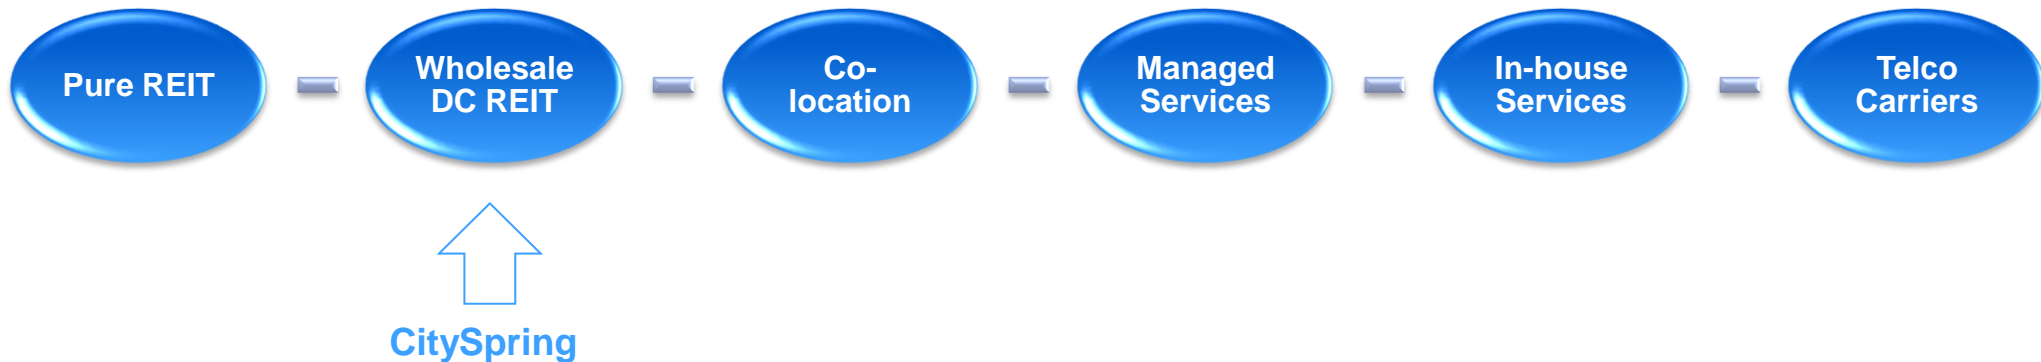 Pure REIT
Wholesale
DC REIT
Co-
location
Managed
Services
In-house
Services
Telco
Carriers
CitySpring